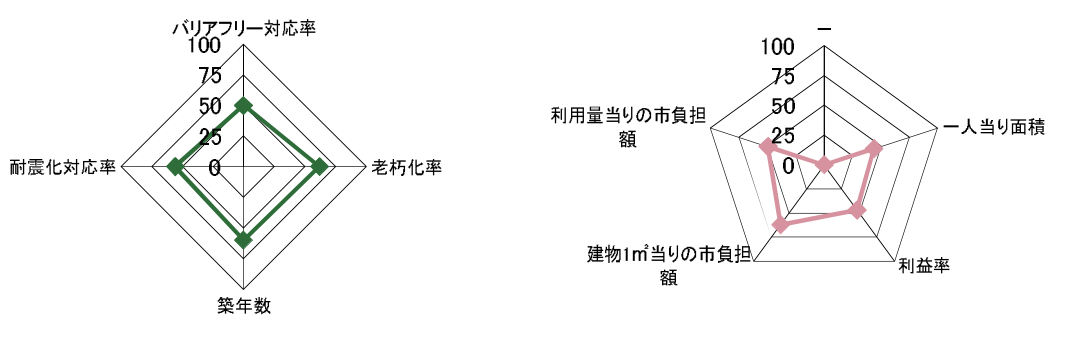 バリアフリー対応率
100
75
50
25
0
耐震化対応率
老朽化率
築年数
ー
100
75
50
25
0
利用量当りの市負担
額
一人当り面積
建物1㎡当りの市負担
額
利益率